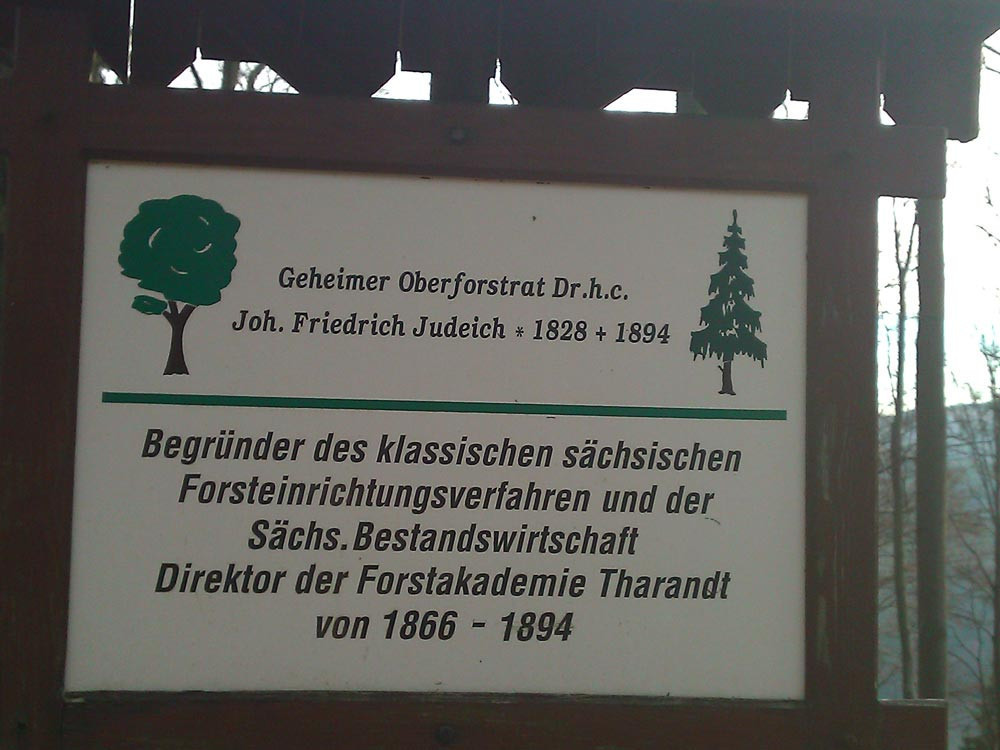 Geheimer Oberforstrat Dr.h.c.
Joh. Friedrich Judeich * 1828 + 1894
Begründer des klassischen sächsischen
Forsteinrichtungsverfahren und der
Sächs. Bestandswirtschaft
Direktor der Forstakademie Tharandt
von 1866 - 1894